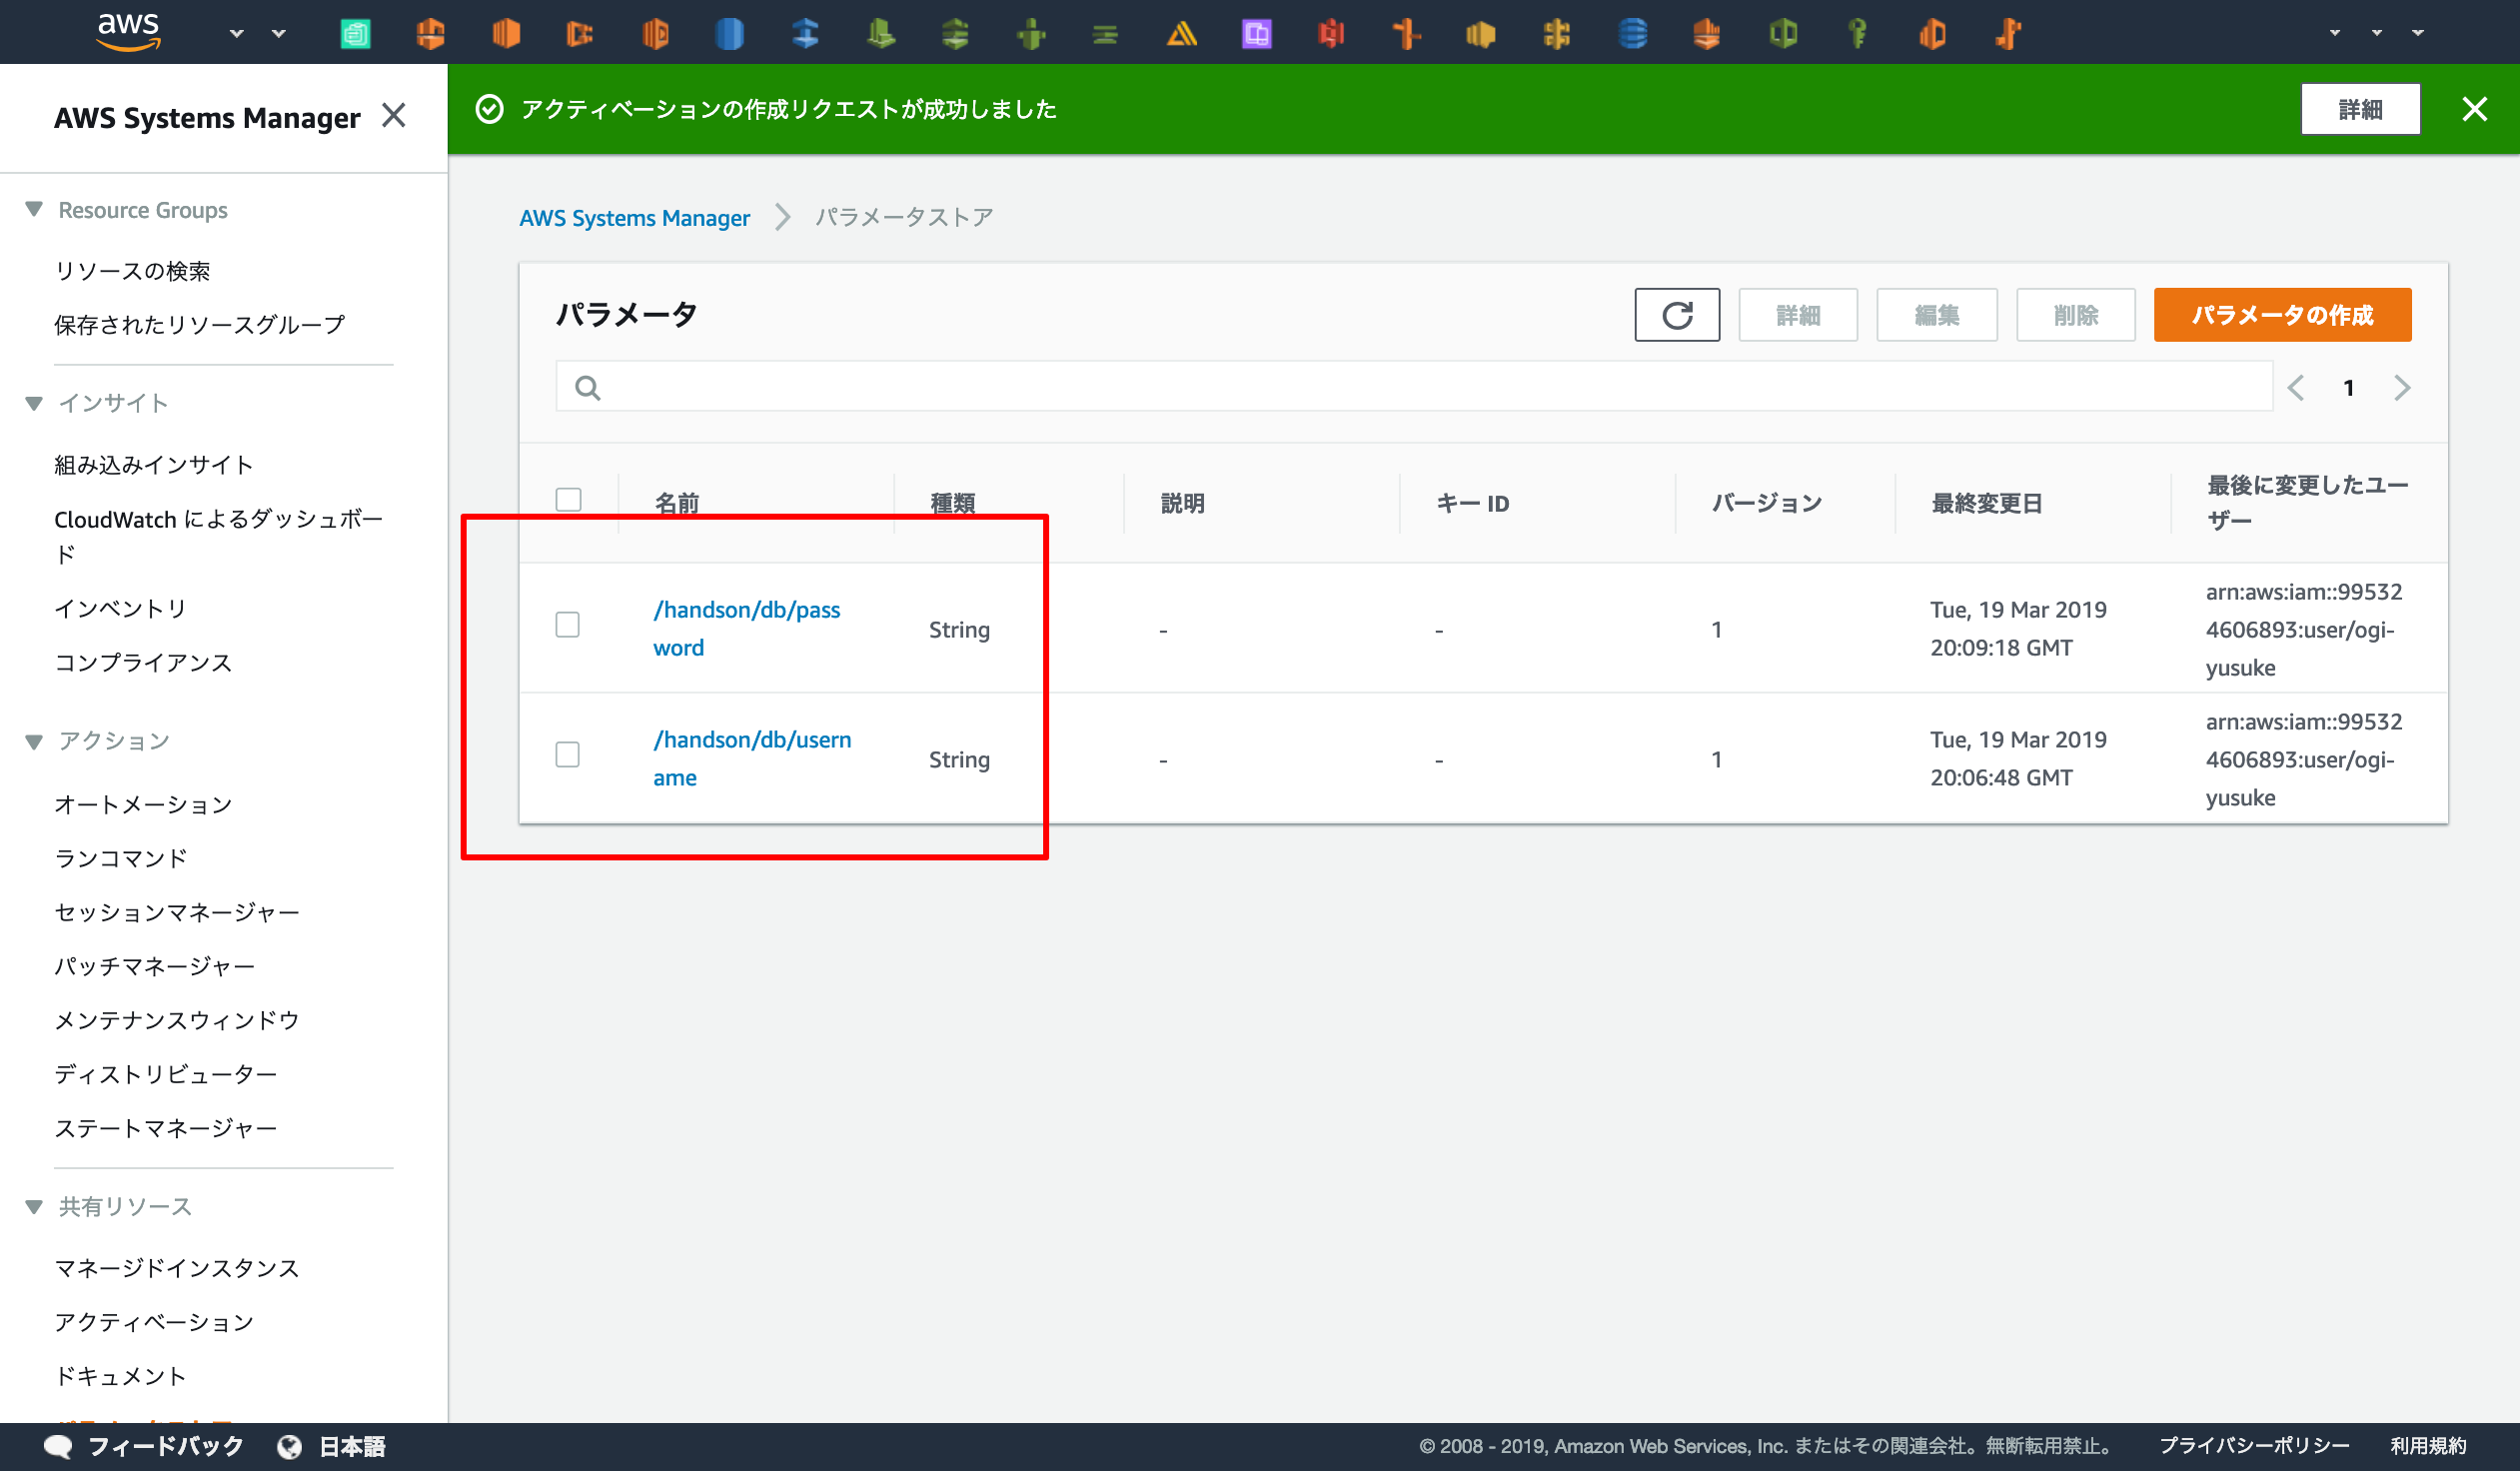 aws
AWS Systems Manager
アクティベーションの作成リクエストが成功しました
詳細
Resource Groups
リソースの検索
保存されたリソースグループ
インサイト
組み込みインサイト
CloudWatch によるダッシュボー
ド
インベントリ
コンプライアンス
アクション
オートメーション
ランコマンド
セッションマネージャー
パッチマネージャー
メンテナンスウィンドウ
ディストリビューター
ステートマネージャー
共有リソース
マネージドインスタンス
アクティベーション
ドキュメント
AWS Systems Manager パラメータストア
パラメータ
詳細 編集 削除 パラメータの作成
1
名前 種類 説明 キー ID バージョン 最終変更日 最後に変更したユー
ザー
/handson/db/pass
word
String - - 1
Tue, 19 Mar 2019
20:09:18 GMT
arn:aws:iam::99532
4606893:user/ogi-
yusuke
/handson/db/usern
ame
String - - 1
Tue, 19 Mar 2019
20:06:48 GMT
arn:aws:iam::99532
4606893:user/ogi-
yusuke
フィードバック 日本語
© 2008 - 2019, Amazon Web Services, Inc. またはその関連会社。無断転用禁止。 プライバシーポリシー 利用規約